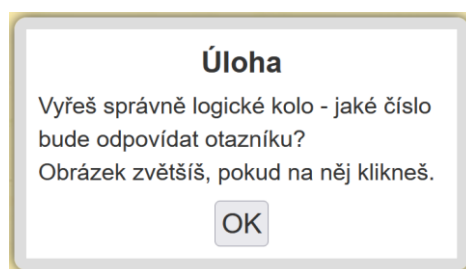 Úloha
Vyřeš správně logické kolo - jaké číslo
bude odpovídat otazníku?
Obrázek zvětšíš, pokud na něj klikneš.
OK